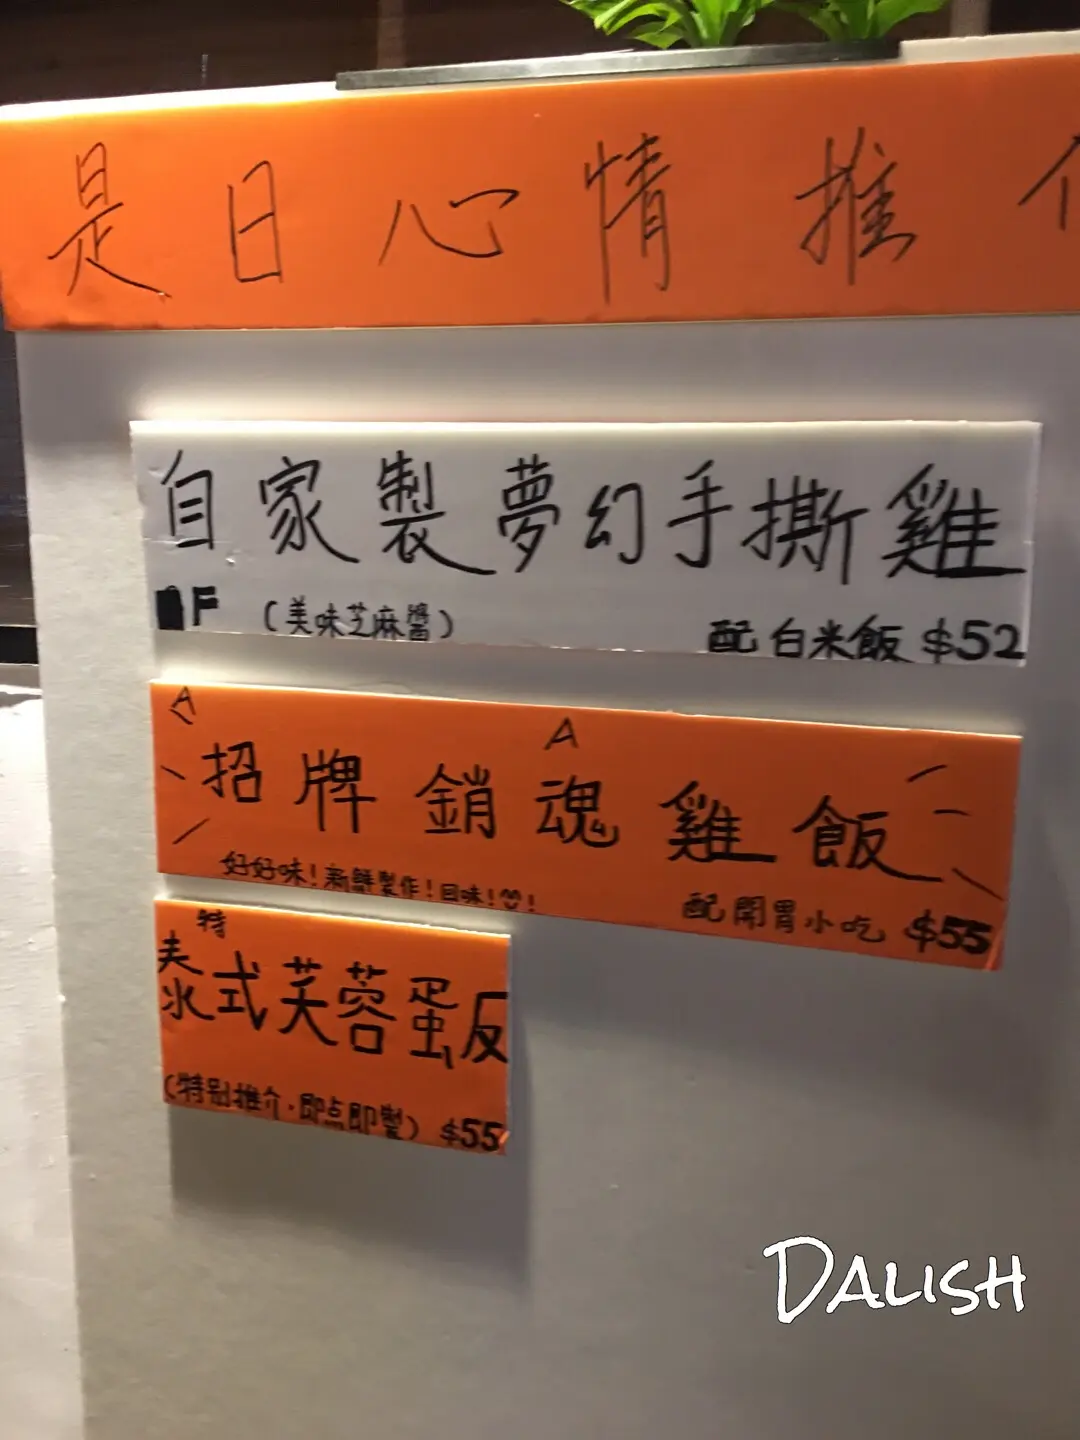 是日心情推介
自家製夢幻手撕雞
F (美味芝麻醬) 配白米飯 $52
招牌銷魂雞飯
好好味!新鮮製作!回味!! 配開胃小吃 $55
特
泰式芙蓉蛋飯
(特別推介.即点即製) $55
DALISH